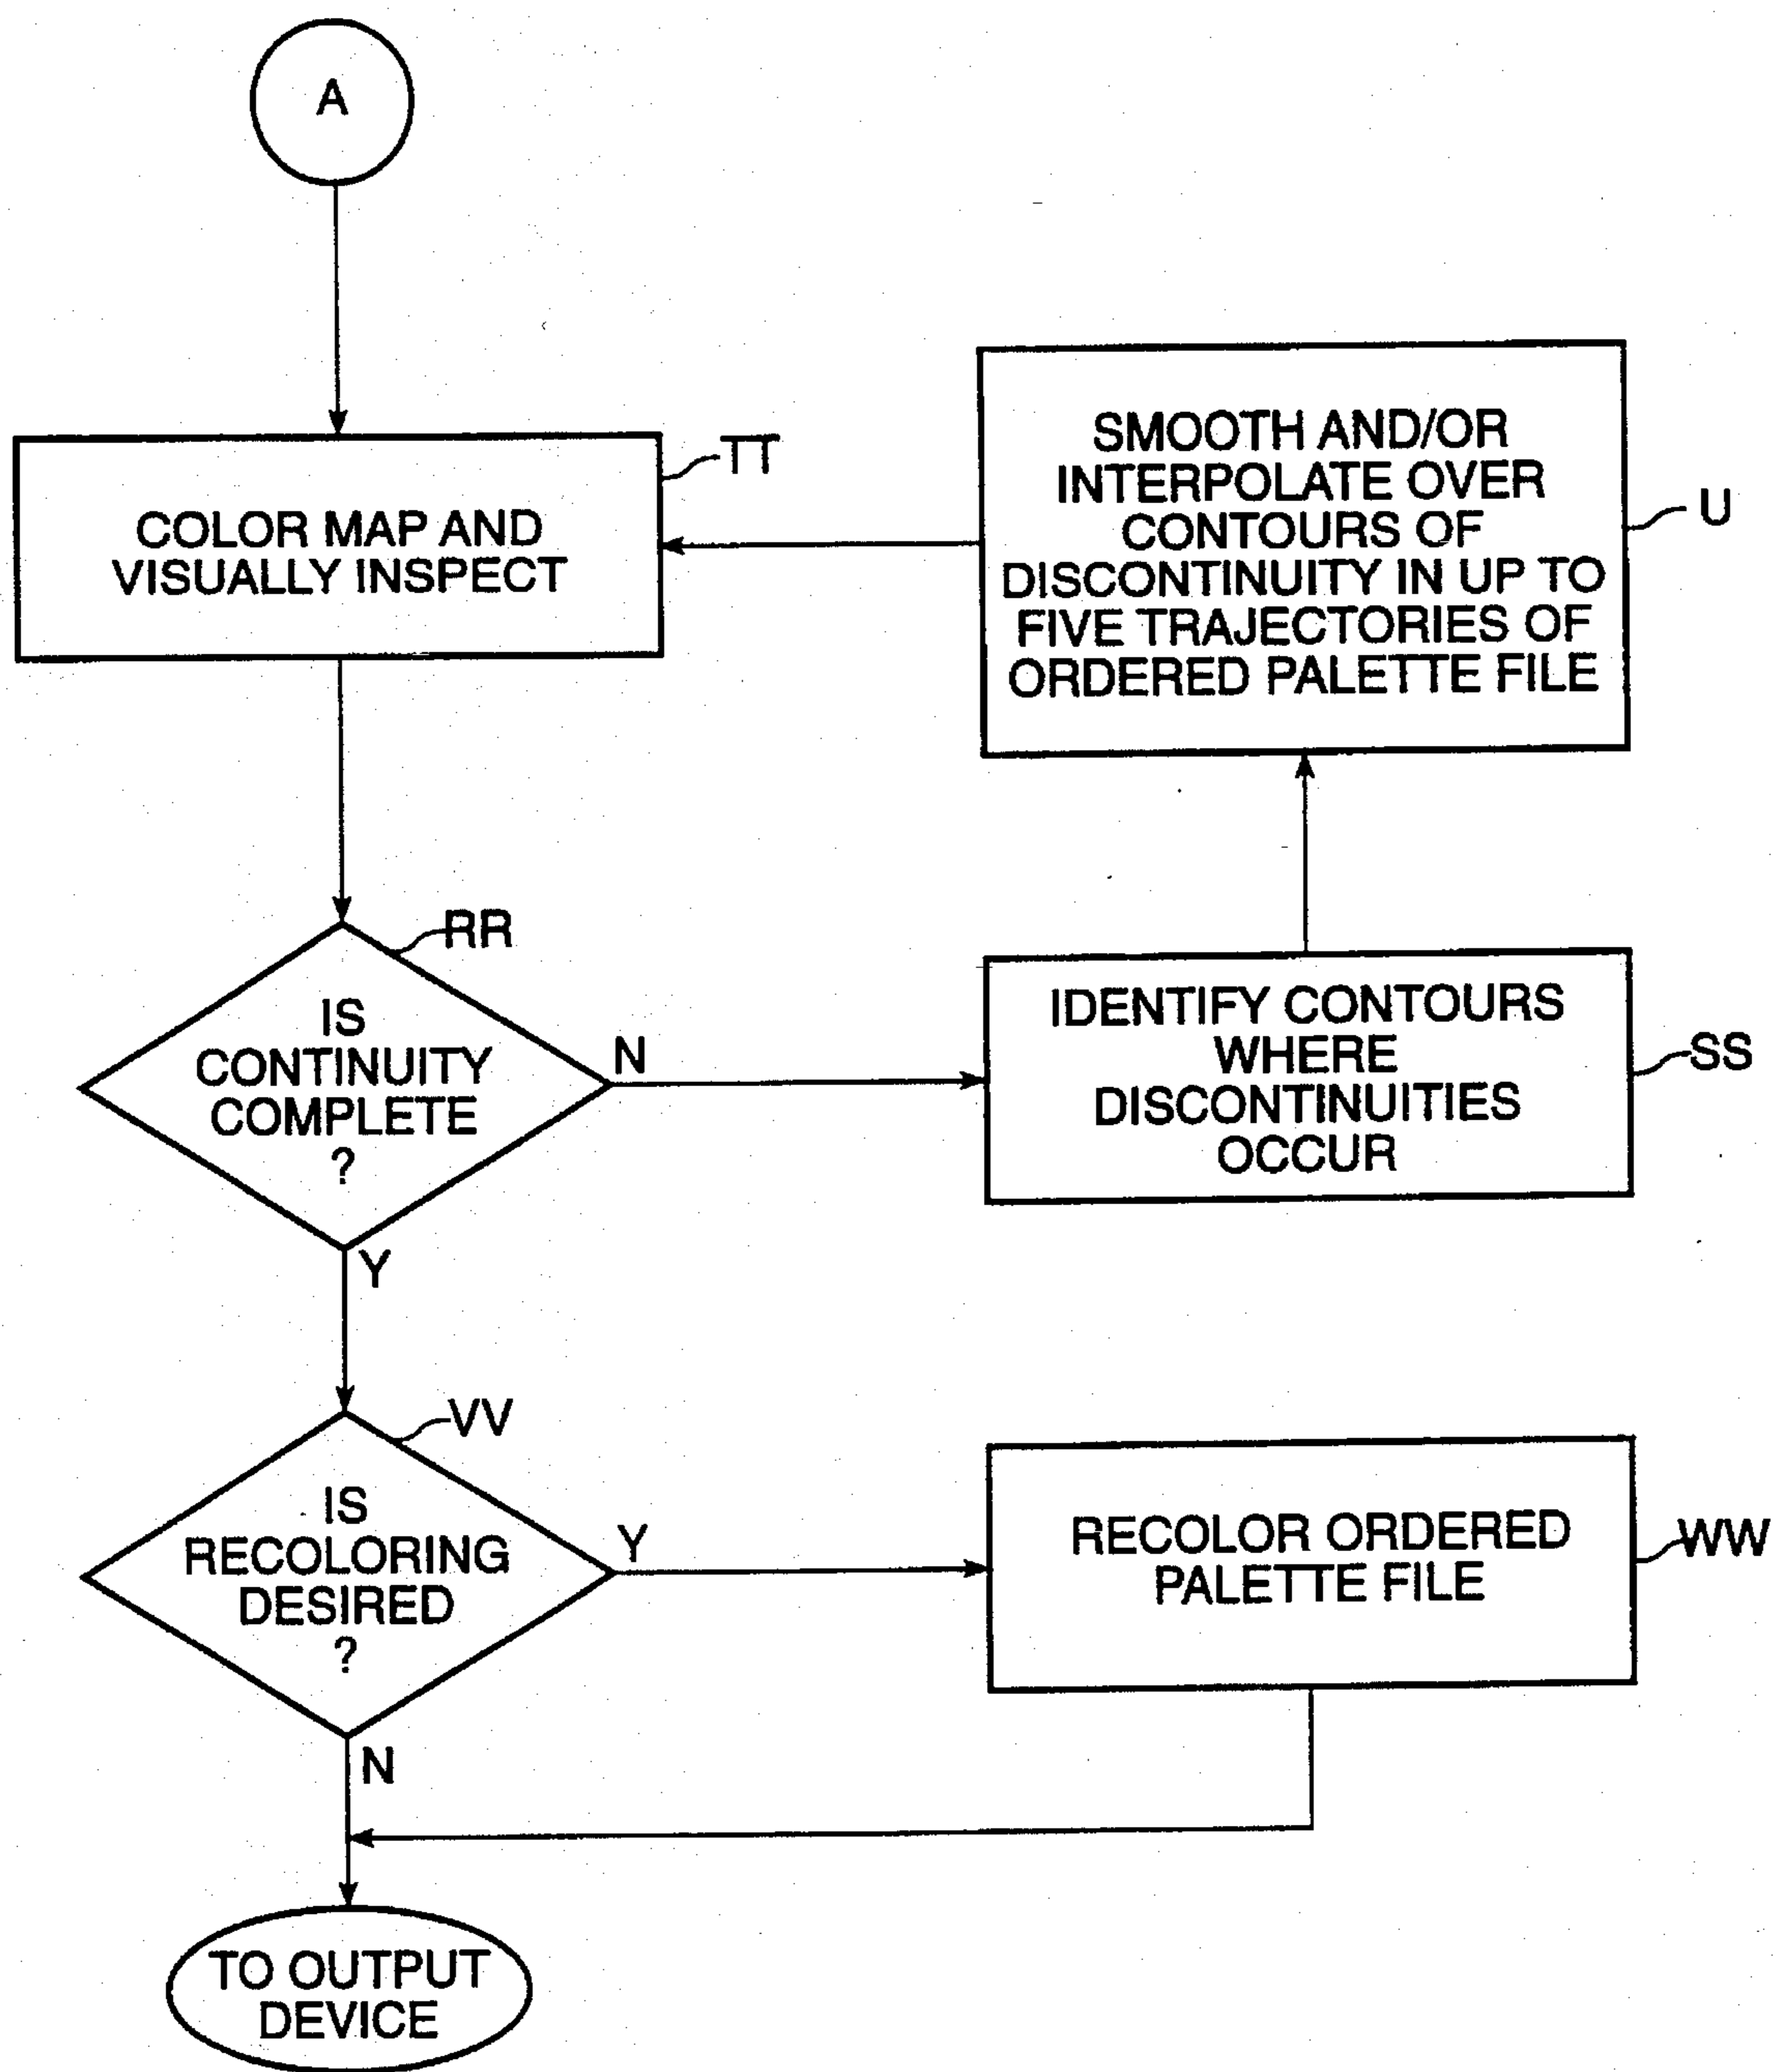 A
TT
COLOR MAP AND
VISUALLY INSPECT
SMOOTH AND/OR
INTERPOLATE OVER
CONTOURS OF
DISCONTINUITY IN UP TO
FIVE TRAJECTORIES OF
ORDERED PALETTE FILE
U
RR
IS
CONTINUITY
COMPLETE
?
N
Y
IDENTIFY CONTOURS
WHERE
DISCONTINUITIES
OCCUR
SS
VV
IS
RECOLORING
DESIRED
?
Y
N
RECOLOR ORDERED
PALETTE FILE
WW
TO OUTPUT
DEVICE